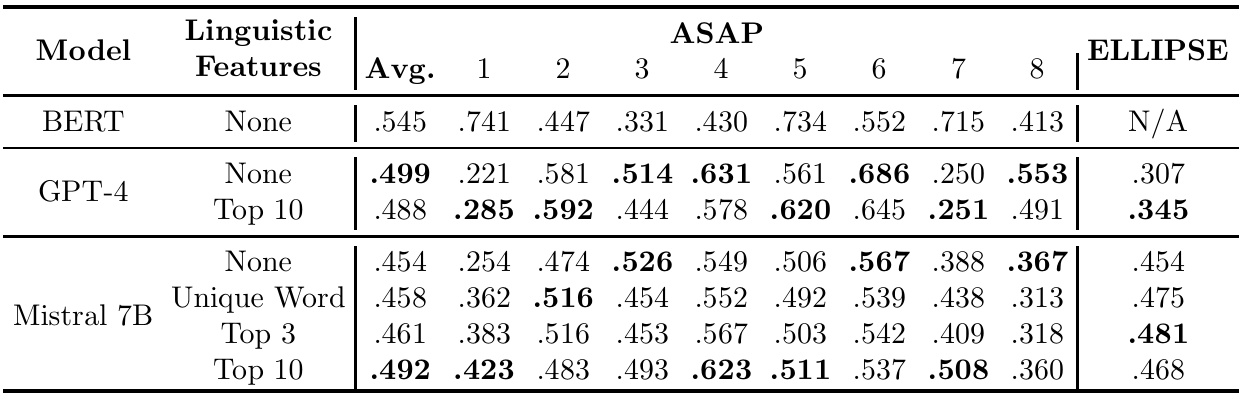 Model Linguistic Features ASAP ELLIPSE
Avg. 1 2 3 4 5 6 7 8
BERT None .545 .741 .447 .331 .430 .734 .552 .715 .413 N/A
GPT-4 None .499 .221 .581 .514 .631 .561 .686 .250 .553 .307
Top 10 .488 .285 .592 .444 .578 .620 .645 .251 .491 .345
Mistral 7B None .454 .254 .474 .526 .549 .506 .567 .388 .367 .454
Unique Word .458 .362 .516 .454 .552 .492 .539 .438 .313 .475
Top 3 .461 .383 .516 .453 .567 .503 .542 .409 .318 .481
Top 10 .492 .423 .483 .493 .623 .511 .537 .508 .360 .468